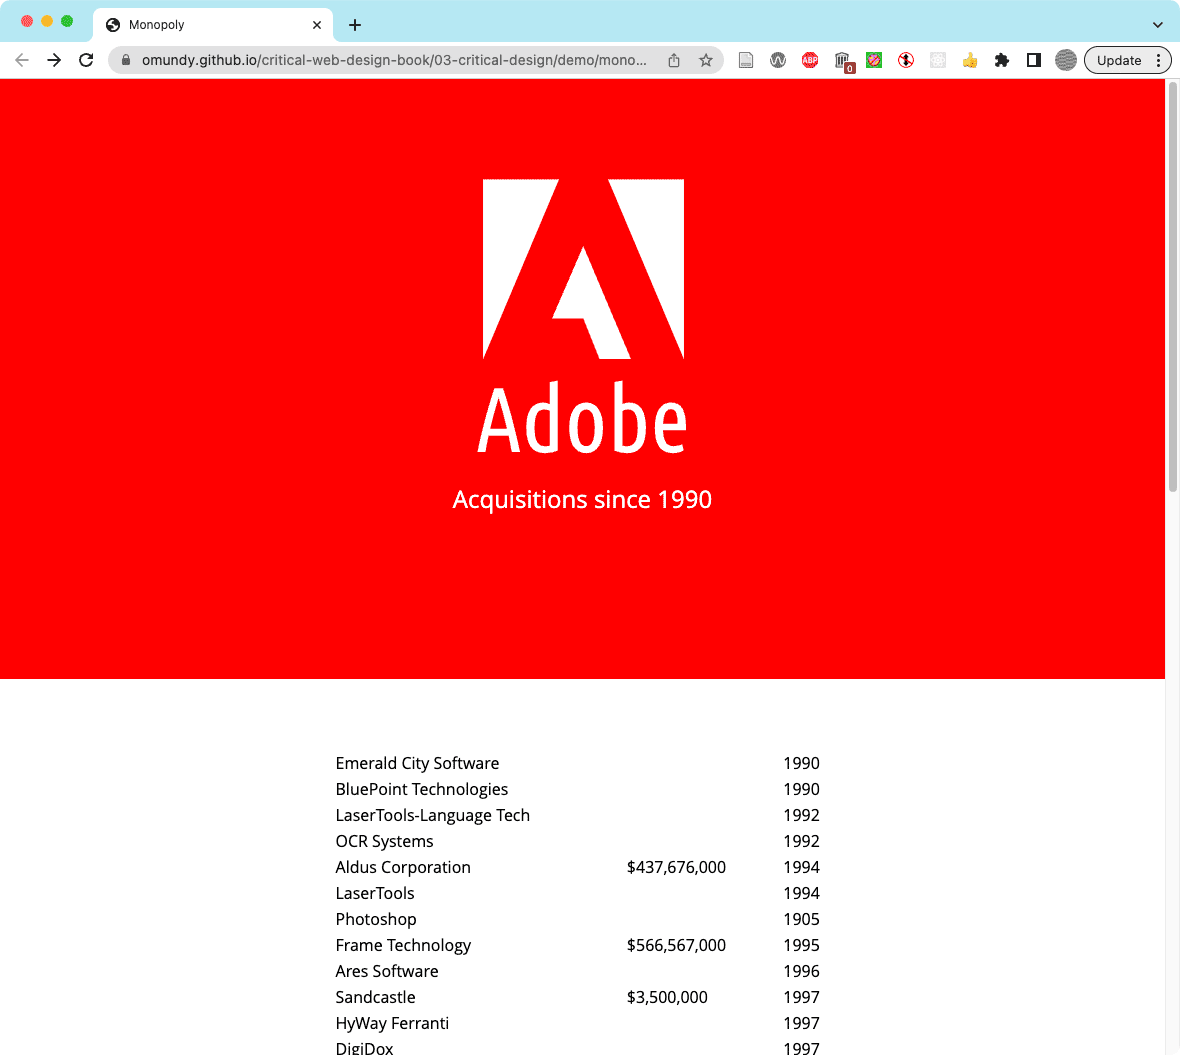 Monopoly
omundy.github.io/critical-web-design-book/03-critical-design/demo/mono...
ABP
0
Update
Adobe
Acquisitions since 1990
Emerald City Software 1990
BluePoint Technologies 1990
LaserTools-Language Tech 1992
OCR Systems 1992
Aldus Corporation $437,676,000 1994
LaserTools 1994
Photoshop 1905
Frame Technology $566,567,000 1995
Ares Software 1996
Sandcastle $3,500,000 1997
HyWay Ferranti 1997
DigiDox 1997